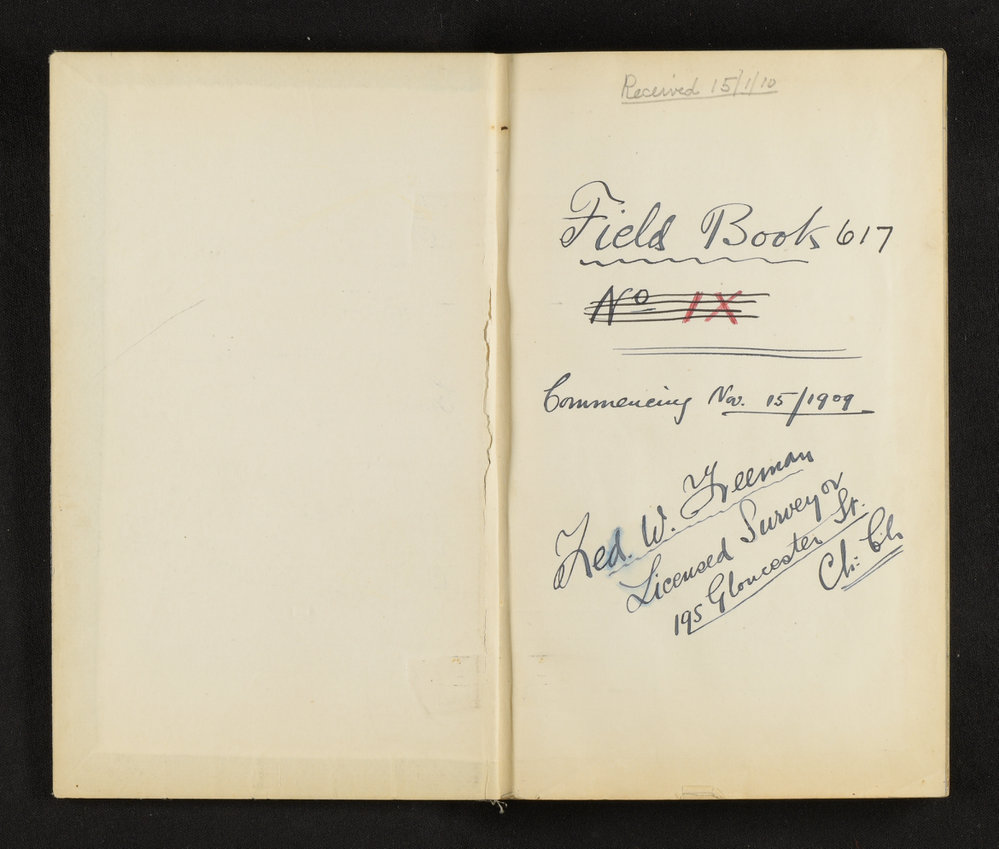 Received 15/1/10
Field Book 617
No IX
Commencing Nov. 15/1909
Fred. W. Freeman
Licensed Surveyor
195 Gloucester St.
Ch: Ch.